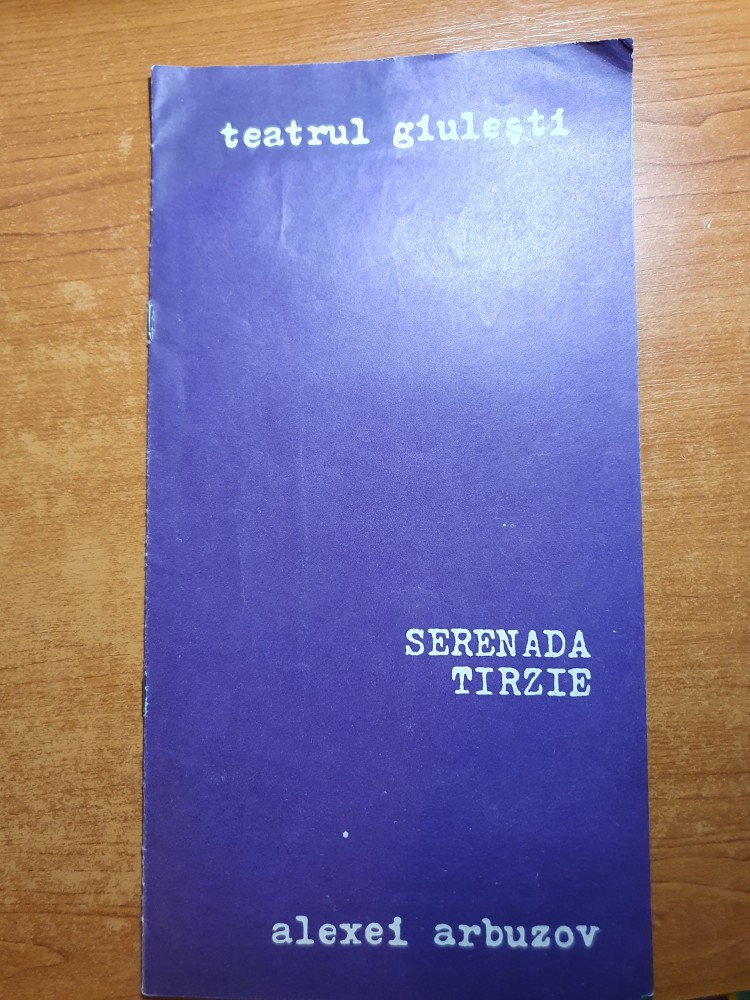 teatrul giulești
SERENADA
TIRZIE
alexei arbuzov